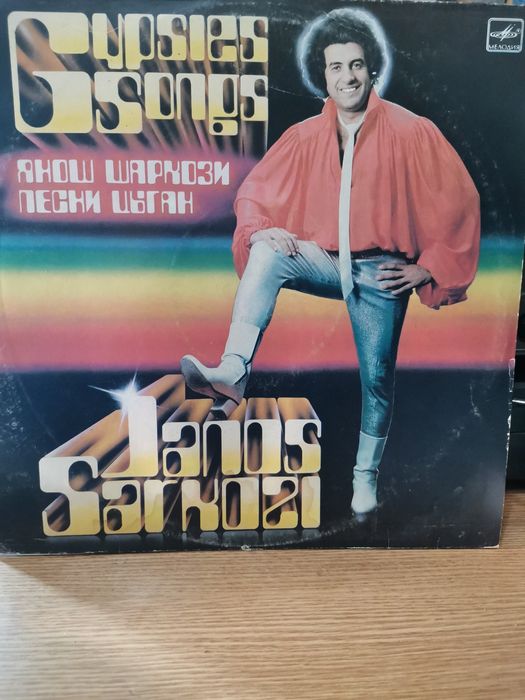 Gypsies
Songs
МЕЛОДИЯ
ЯНОШ ШАРКОЗИ
ПЕСНИ ЦЫГАН
Janos
Sarkozi